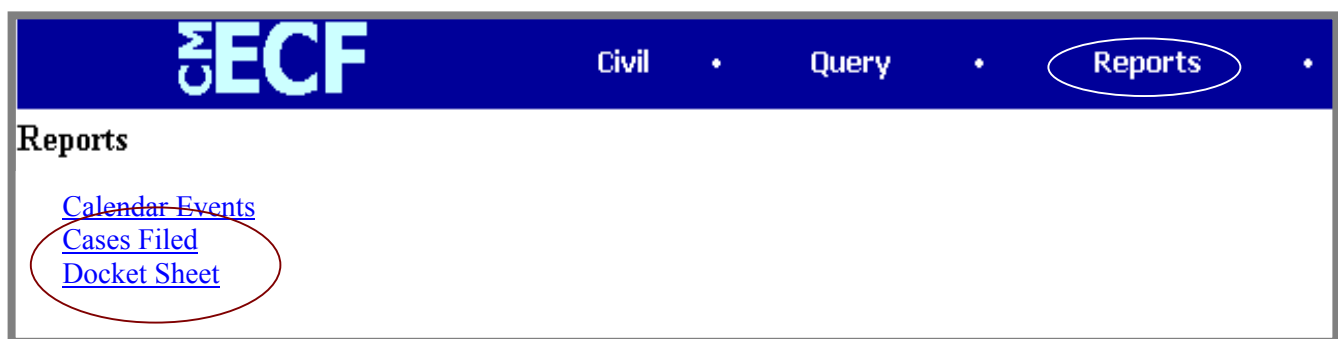 CM ECF Civil • Query • Reports •
Reports
Calendar Events
Cases Filed
Docket Sheet